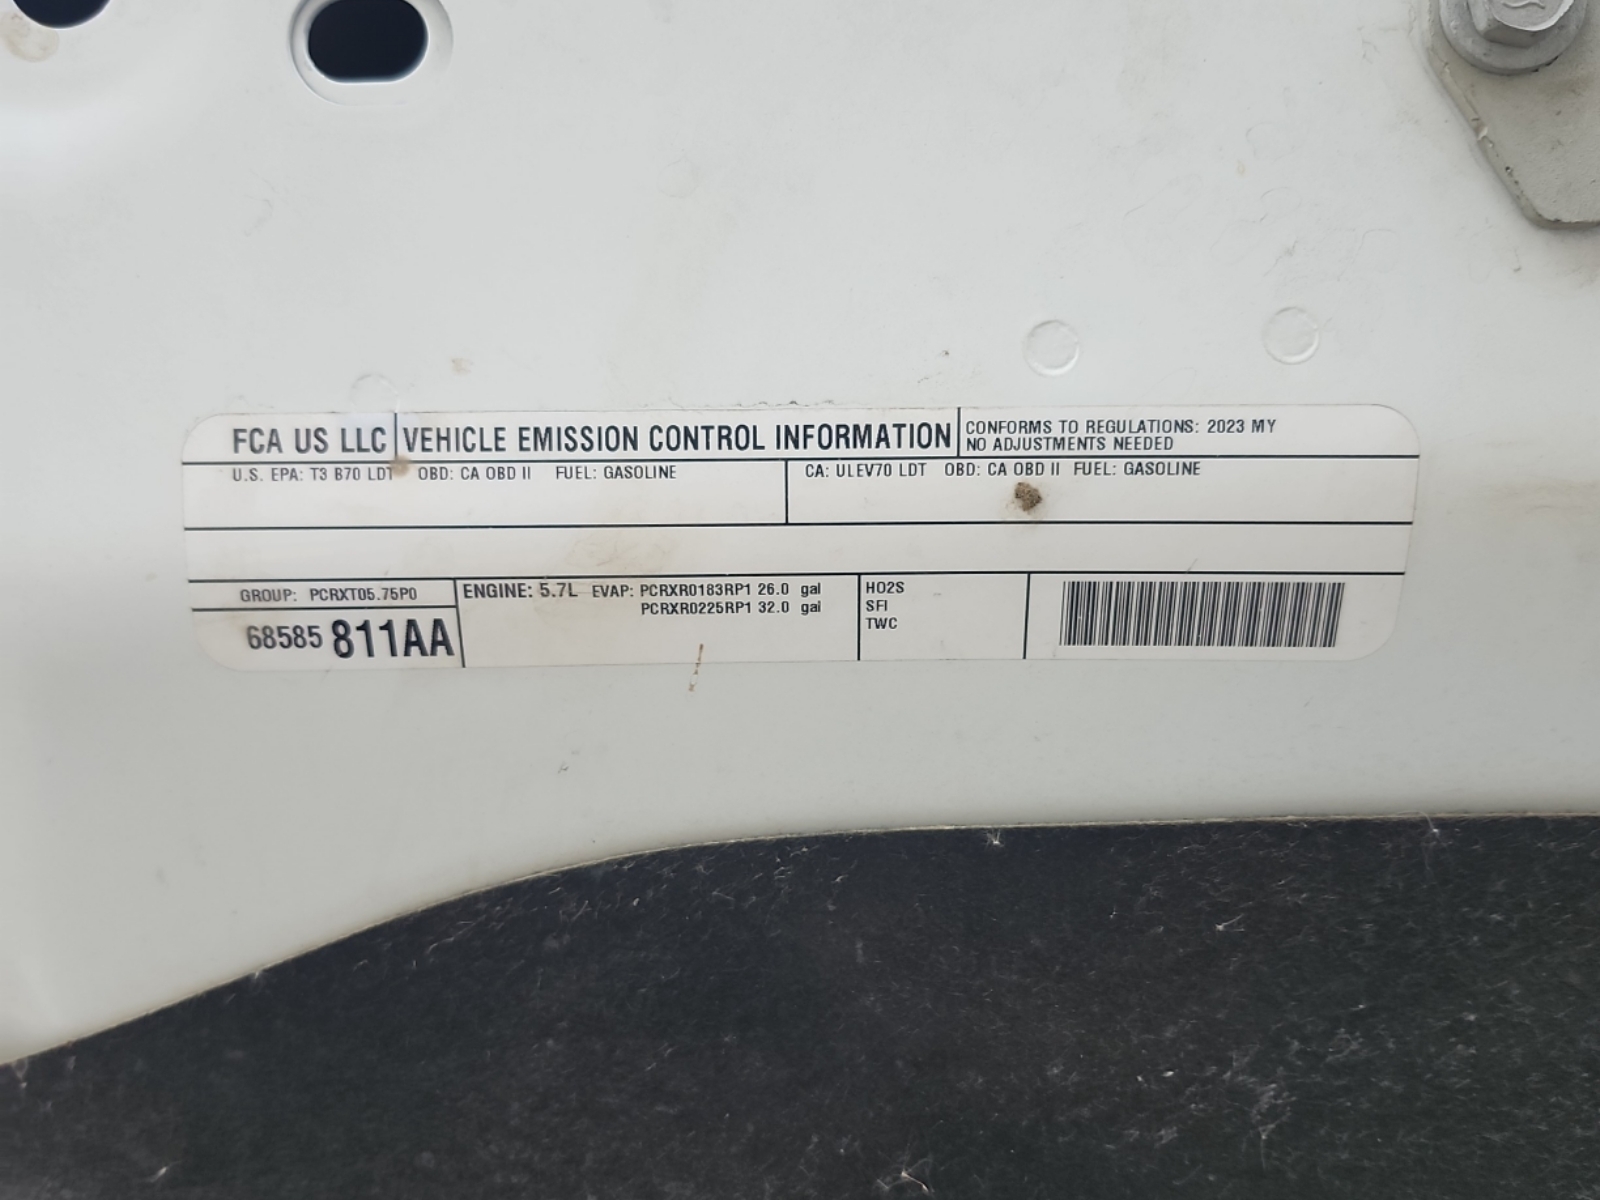 FCA US LLC VEHICLE EMISSION CONTROL INFORMATION
CONFORMS TO REGULATIONS: 2023 MY
NO ADJUSTMENTS NEEDED
U.S. EPA: T3 B70 LDT OBD: CA OBD II FUEL: GASOLINE
CA: ULEV70 LDT OBD: CA OBD II FUEL: GASOLINE
GROUP: PCRXT05.75P0
68585 811AA
ENGINE: 5.7L EVAP: PCRXR0183RP1 26.0 gal
PCRXR0225RP1 32.0 gal
HO2S
SFI
TWC